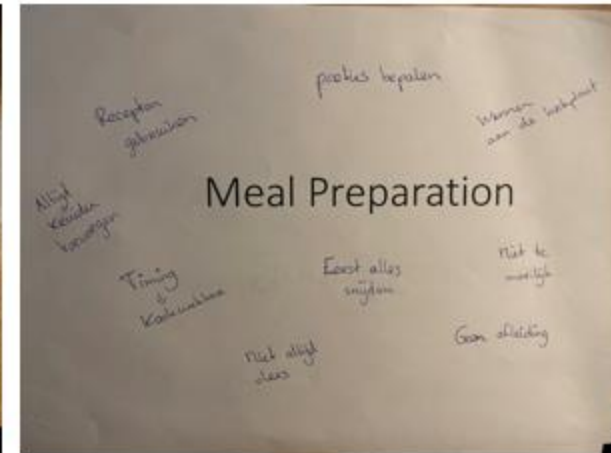 porties bepalen
Recepten
gebruiken
Wennen
aan de kookplaat
Altijd
kruiden
toevoegen
Meal Preparation
Timing
Eerst alles
snijden
Niet te
moeilijk
Geen afleiding
Niet altijd
vlees